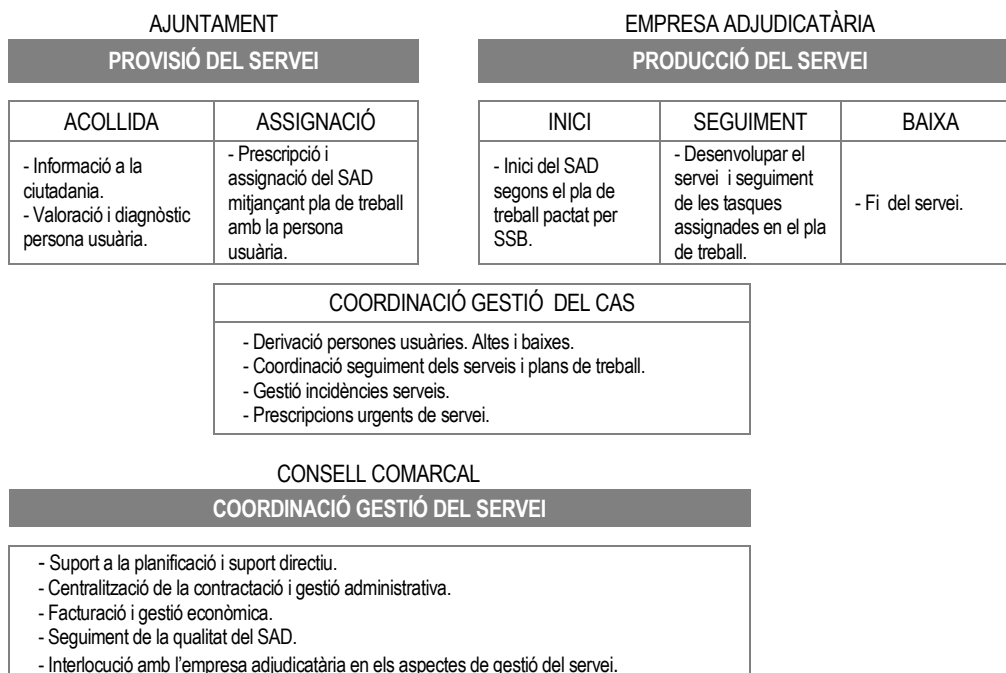 AJUNTAMENT
PROVISIÓ DEL SERVEI
ACOLLIDA
- Informació a la
ciutadania.
- Valoració i diagnòstic
persona usuària.
ASSIGNACIÓ
- Prescripció i
assignació del SAD
mitjançant pla de treball
amb la persona
usuària.
EMPRESA ADJUDICATÀRIA
PRODUCCIÓ DEL SERVEI
INICI
- Inici del SAD
segons el pla de
treball pactat per
SSB.
SEGUIMENT
- Desenvolupar el
servei i seguiment
de les tasques
assignades en el pla
de treball.
BAIXA
- Fi del servei.
COORDINACIÓ GESTIÓ DEL CAS
- Derivació persones usuàries. Altes i baixes.
- Coordinació seguiment dels serveis i plans de treball.
- Gestió incidències serveis.
- Prescripcions urgents de servei.
CONSELL COMARCAL
COORDINACIÓ GESTIÓ DEL SERVEI
- Suport a la planificació i suport directiu.
- Centralització de la contractació i gestió administrativa.
- Facturació i gestió econòmica.
- Seguiment de la qualitat del SAD.
- Interlocució amb l'empresa adjudicatària en els aspectes de gestió del servei.